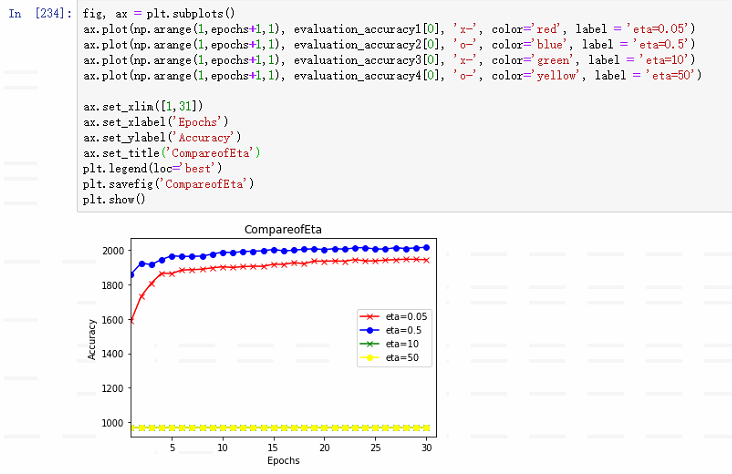 In [234]: fig, ax = plt.subplots()
ax.plot(np.arange(1,epochs+1,1), evaluation_accuracy1[0], 'x-', color='red', label = 'eta=0.05')
ax.plot(np.arange(1,epochs+1,1), evaluation_accuracy2[0], 'o-', color='blue', label = 'eta=0.5')
ax.plot(np.arange(1,epochs+1,1), evaluation_accuracy3[0], 'x-', color='green', label = 'eta=10')
ax.plot(np.arange(1,epochs+1,1), evaluation_accuracy4[0], 'o-', color='yellow', label = 'eta=50')
ax.set_xlim([1,31])
ax.set_xlabel('Epochs')
ax.set_ylabel('Accuracy')
ax.set_title('CompareofEta')
plt.legend(loc='best')
plt.savefig('CompareofEta')
plt.show()
CompareofEta
2000
1800
1600
1400
1200
1000
Accuracy
eta=0.05
eta=0.5
eta=10
eta=50
5 10 15 20 25 30
Epochs